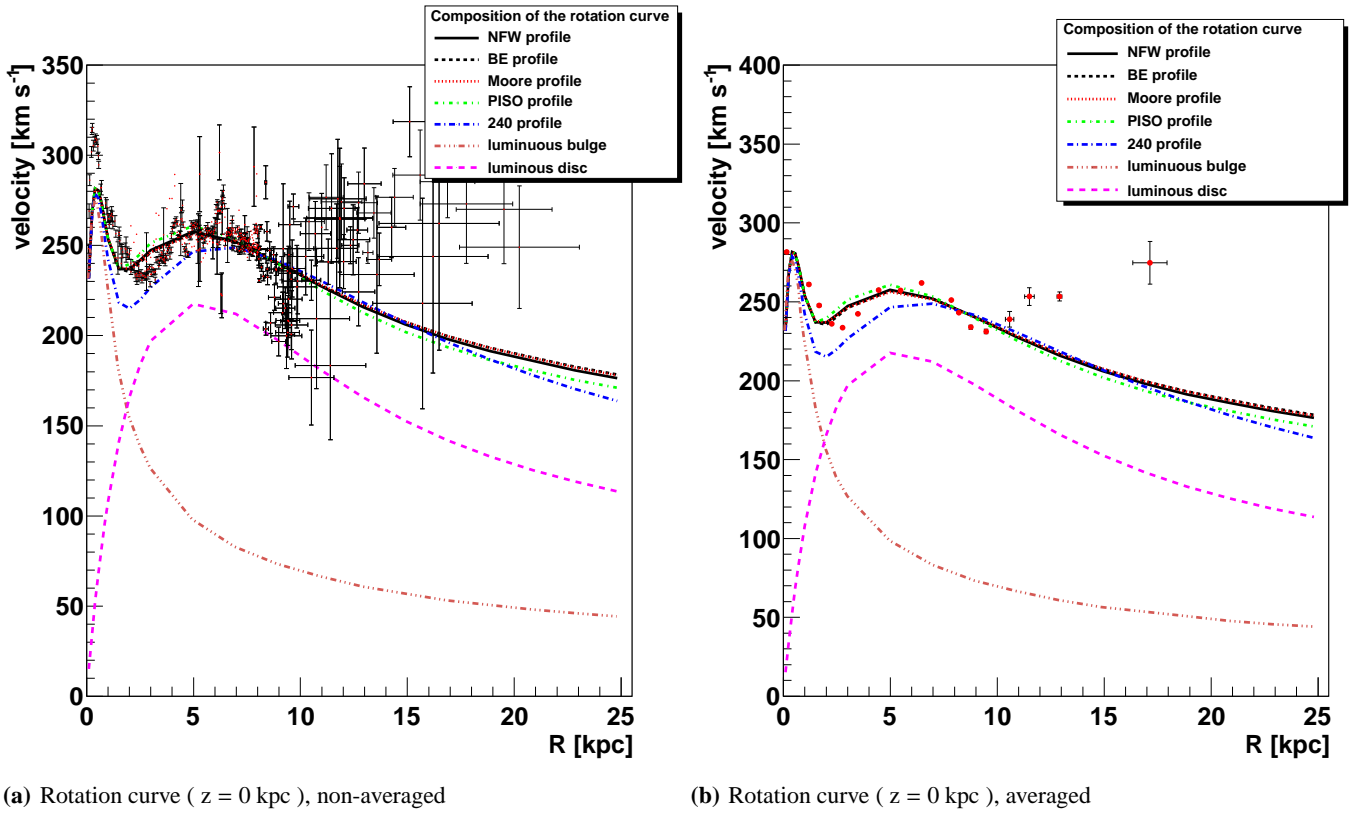 Composition of the rotation curve
NFW profile
BE profile
Moore profile
PISO profile
240 profile
luminuous bulge
luminous disc
velocity [km s-1]
350
300
250
200
150
100
50
0
0 5 10 15 20 25
R [kpc]
(a) Rotation curve ( z = 0 kpc ), non-averaged
Composition of the rotation curve
NFW profile
BE profile
Moore profile
PISO profile
240 profile
luminuous bulge
luminous disc
velocity [km s-1]
400
350
300
250
200
150
100
50
0
0 5 10 15 20 25
R [kpc]
(b) Rotation curve ( z = 0 kpc ), averaged